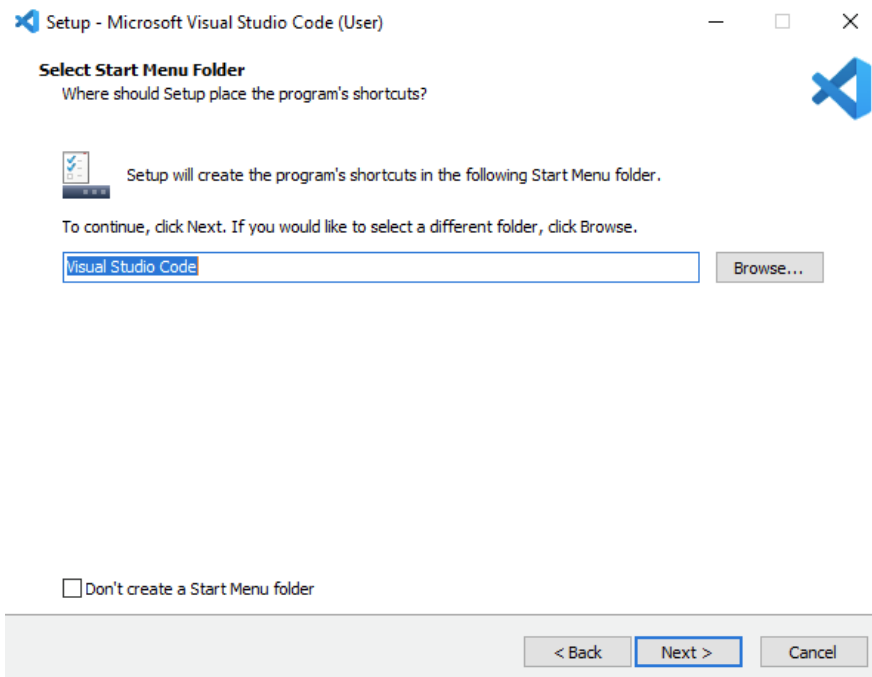 Setup - Microsoft Visual Studio Code (User)
Select Start Menu Folder
Where should Setup place the program's shortcuts?
Setup will create the program's shortcuts in the following Start Menu folder.
To continue, click Next. If you would like to select a different folder, click Browse.
Visual Studio Code
Browse...
Don't create a Start Menu folder
< Back
Next >
Cancel